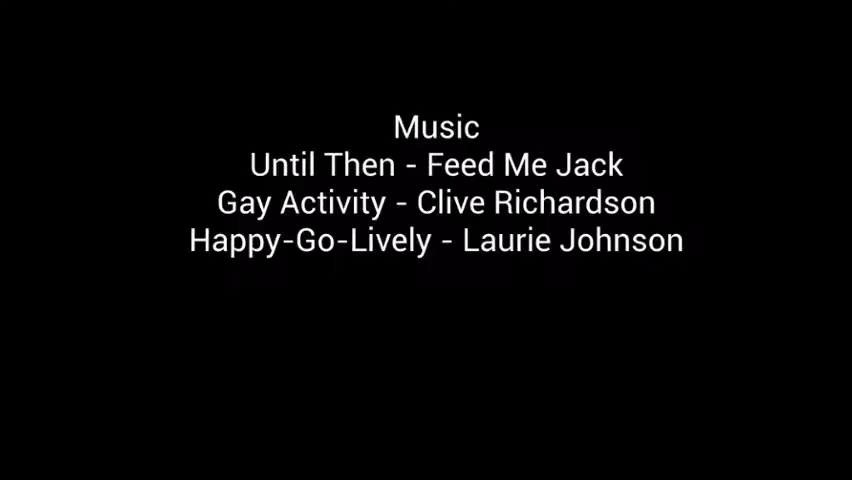 Music
Until Then - Feed Me Jack
Gay Activity - Clive Richardson
Happy-Go-Lively - Laurie Johnson